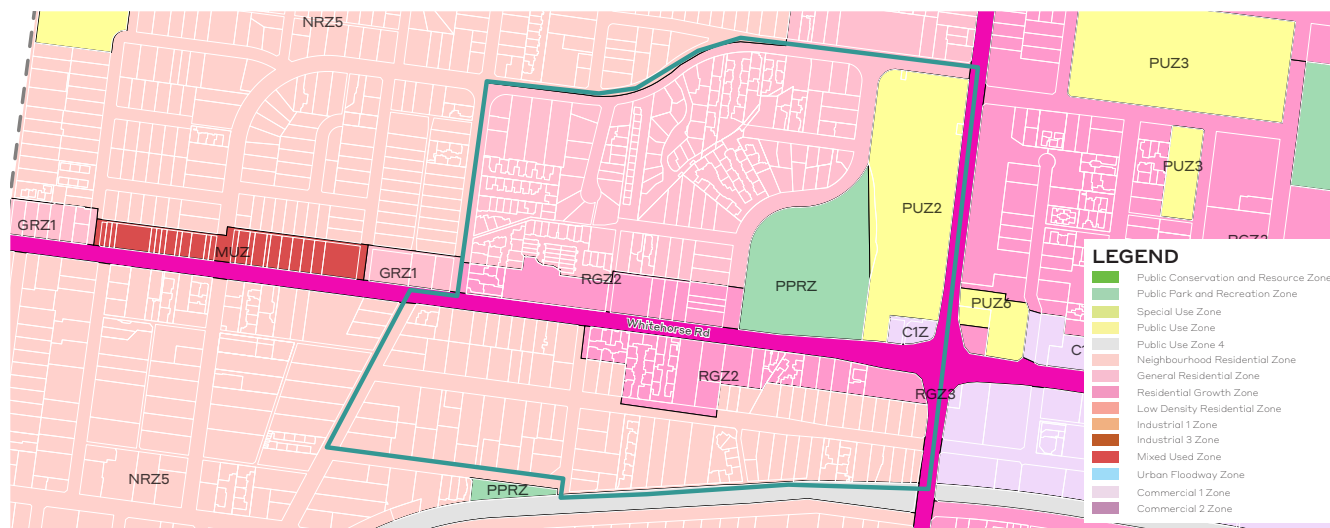 NRZ5
PUZ3
PUZ3
GRZ1
MUZ
GRZ1
PUZ2
RGZ2
PPRZ
PUZ6
C1Z
Whitehorse Rd
RGZ2
RGZ3
NRZ5
PPRZ
LEGEND
Public Conservation and Resource Zone
Public Park and Recreation Zone
Special Use Zone
Public Use Zone
Public Use Zone 4
Neighbourhood Residential Zone
General Residential Zone
Residential Growth Zone
Low Density Residential Zone
Industrial 1 Zone
Industrial 3 Zone
Mixed Used Zone
Urban Floodway Zone
Commercial 1 Zone
Commercial 2 Zone